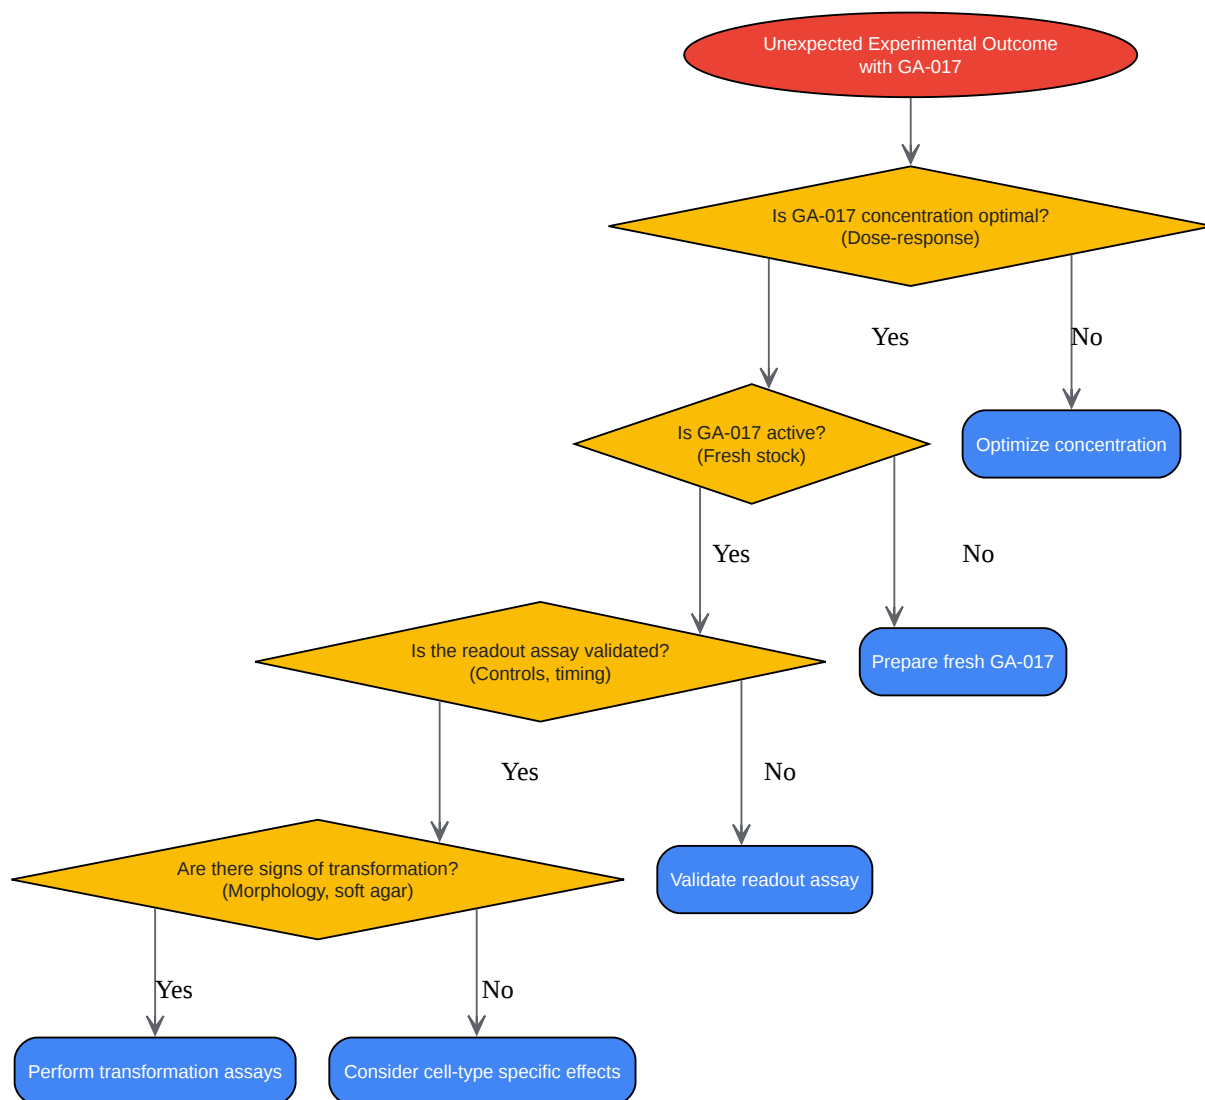 Unexpected Experimental Outcome
with GA-017
Is GA-017 concentration optimal?
(Dose-response)
Yes
No
Is GA-017 active?
(Fresh stock)
Optimize concentration
Yes
No
Is the readout assay validated?
(Controls, timing)
Prepare fresh GA-017
Yes
No
Are there signs of transformation?
(Morphology, soft agar)
Validate readout assay
Yes
No
Perform transformation assays
Consider cell-type specific effects